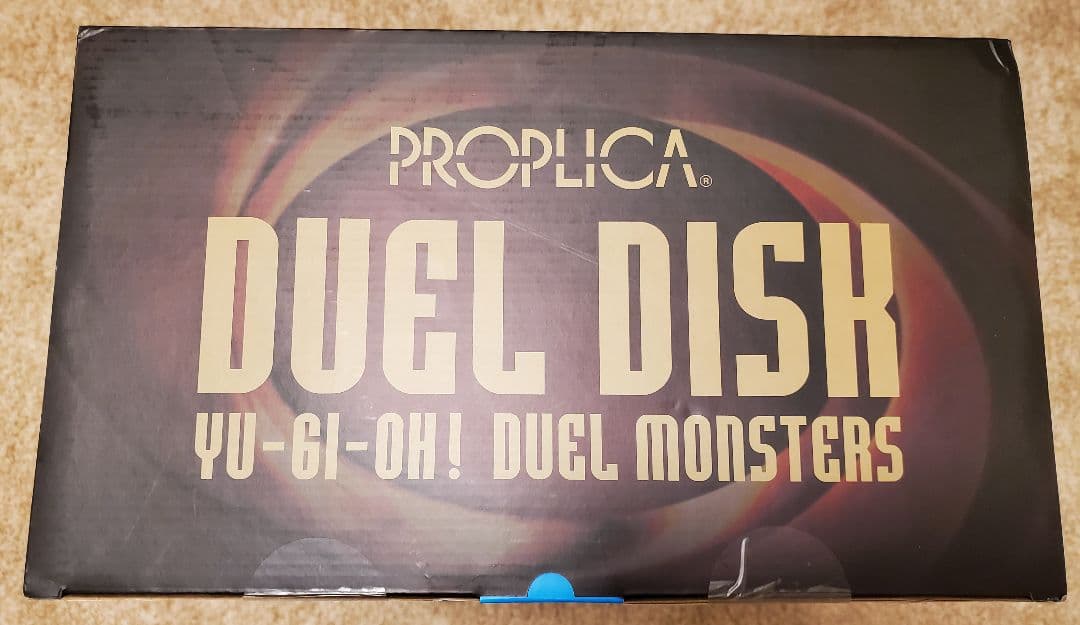 PROPLICA®
DUEL DISK
YU-GI-OH! DUEL MONSTERS